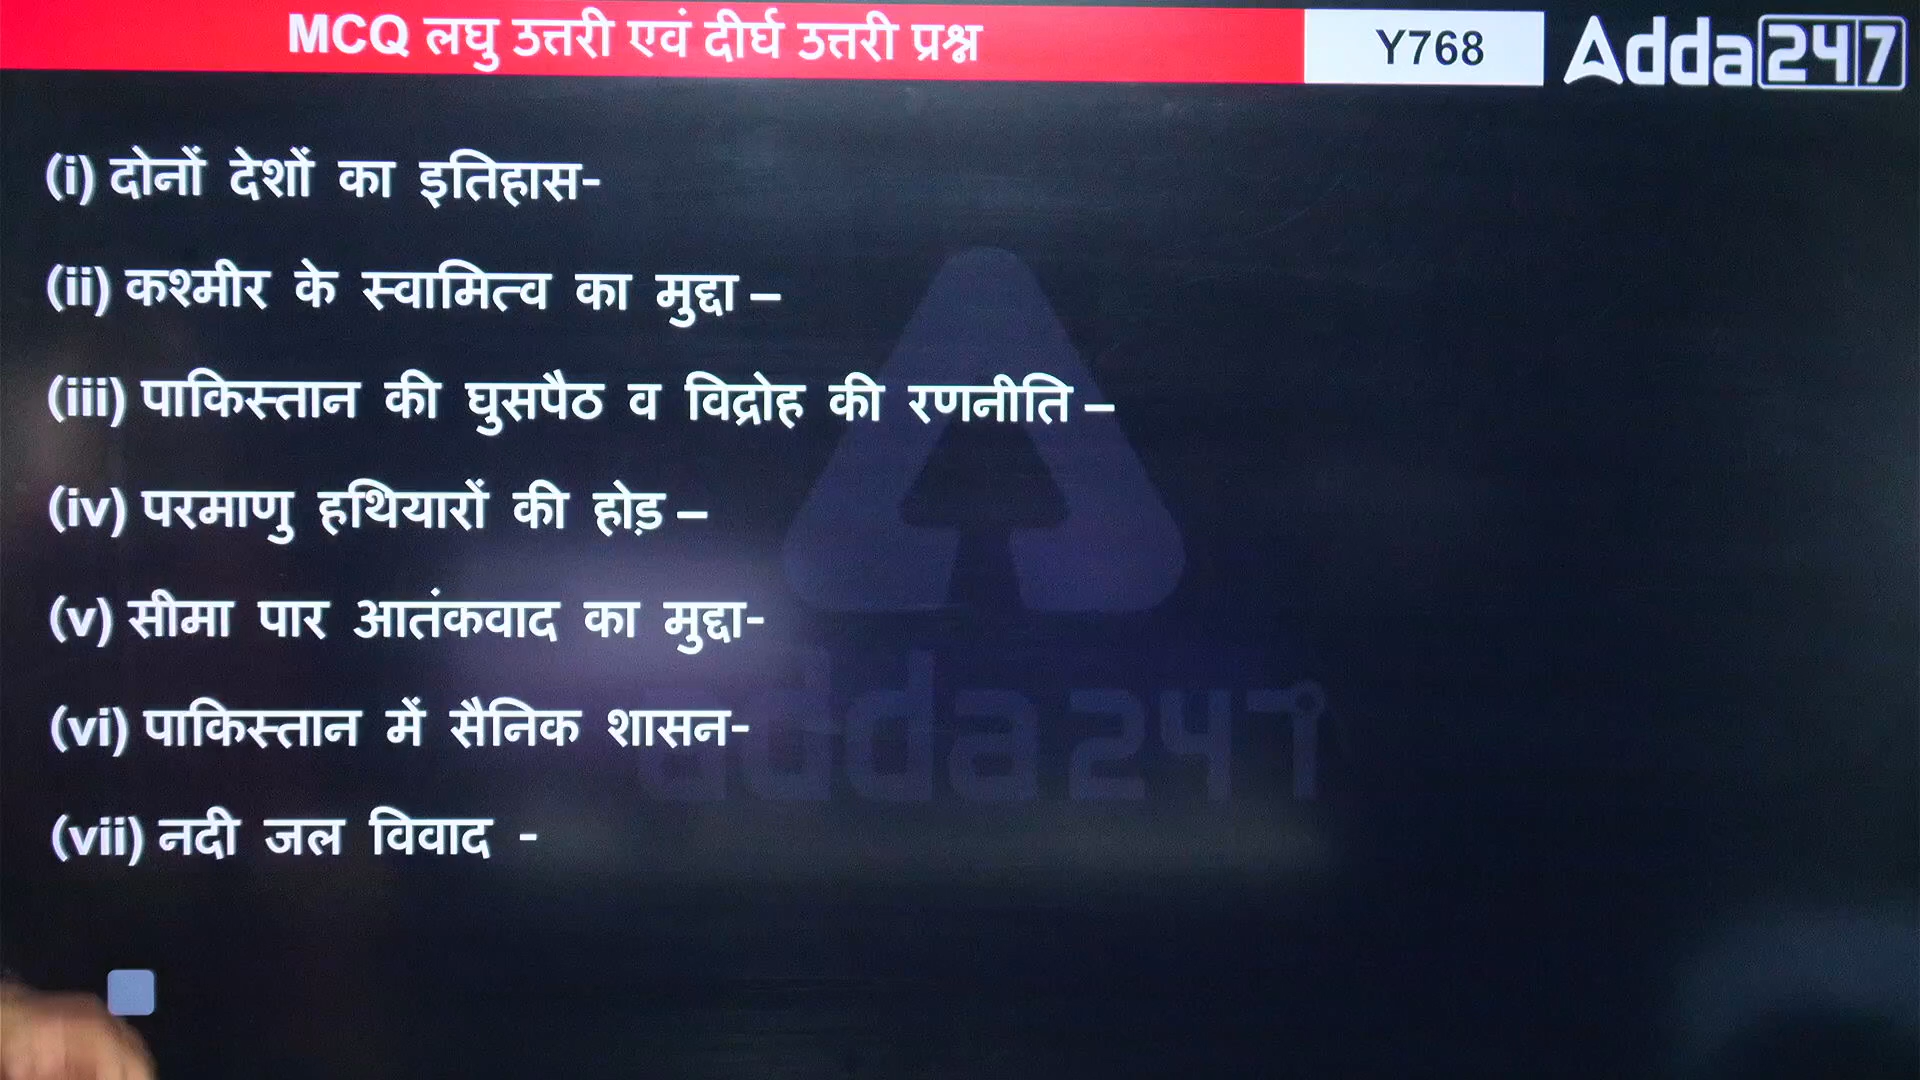 MCQ लघु उत्तरी एवं दीर्घ उत्तरी प्रश्न
Y768
Adda247
(i) दोनों देशों का इतिहास-
(ii) कश्मीर के स्वामित्व का मुद्दा –
(iii) पाकिस्तान की घुसपैठ व विद्रोह की रणनीति –
(iv) परमाणु हथियारों की होड़ –
(v) सीमा पार आतंकवाद का मुद्दा-
(vi) पाकिस्तान में सैनिक शासन-
(vii) नदी जल विवाद -
adda247